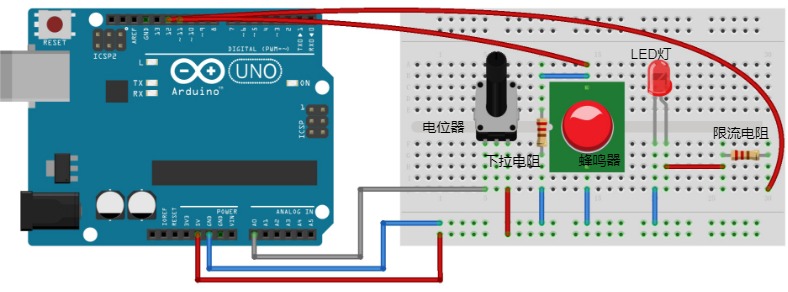 RESET
ICSP2
AREF
GND
13
12
~11
~10
~9
8
7
~6
~5
4
~3
2
TX→1
RX←0
DIGITAL (PWM=~)
L
TX
RX
Arduino™
UNO
ON
1
ICSP
IOREF
RESET
3V3
5V
GND
GND
VIN
POWER
ANALOG IN
A0
A1
A2
A3
A4
A5
电位器
下拉电阻
蜂鸣器
LED灯
限流电阻